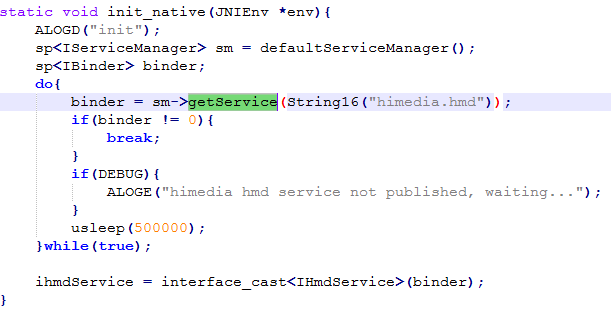 static void init_native(JNIEnv *env){
    ALOGD("init");
    sp<IServiceManager> sm = defaultServiceManager();
    sp<IBinder> binder;
    do{
        binder = sm->getService(String16("himedia.hmd"));
        if(binder != 0){
            break;
        }
        if(DEBUG){
            ALOGE("himedia hmd service not published, waiting...");
        }
        usleep(500000);
    }while(true);

    ihmdService = interface_cast<IHmdService>(binder);
}